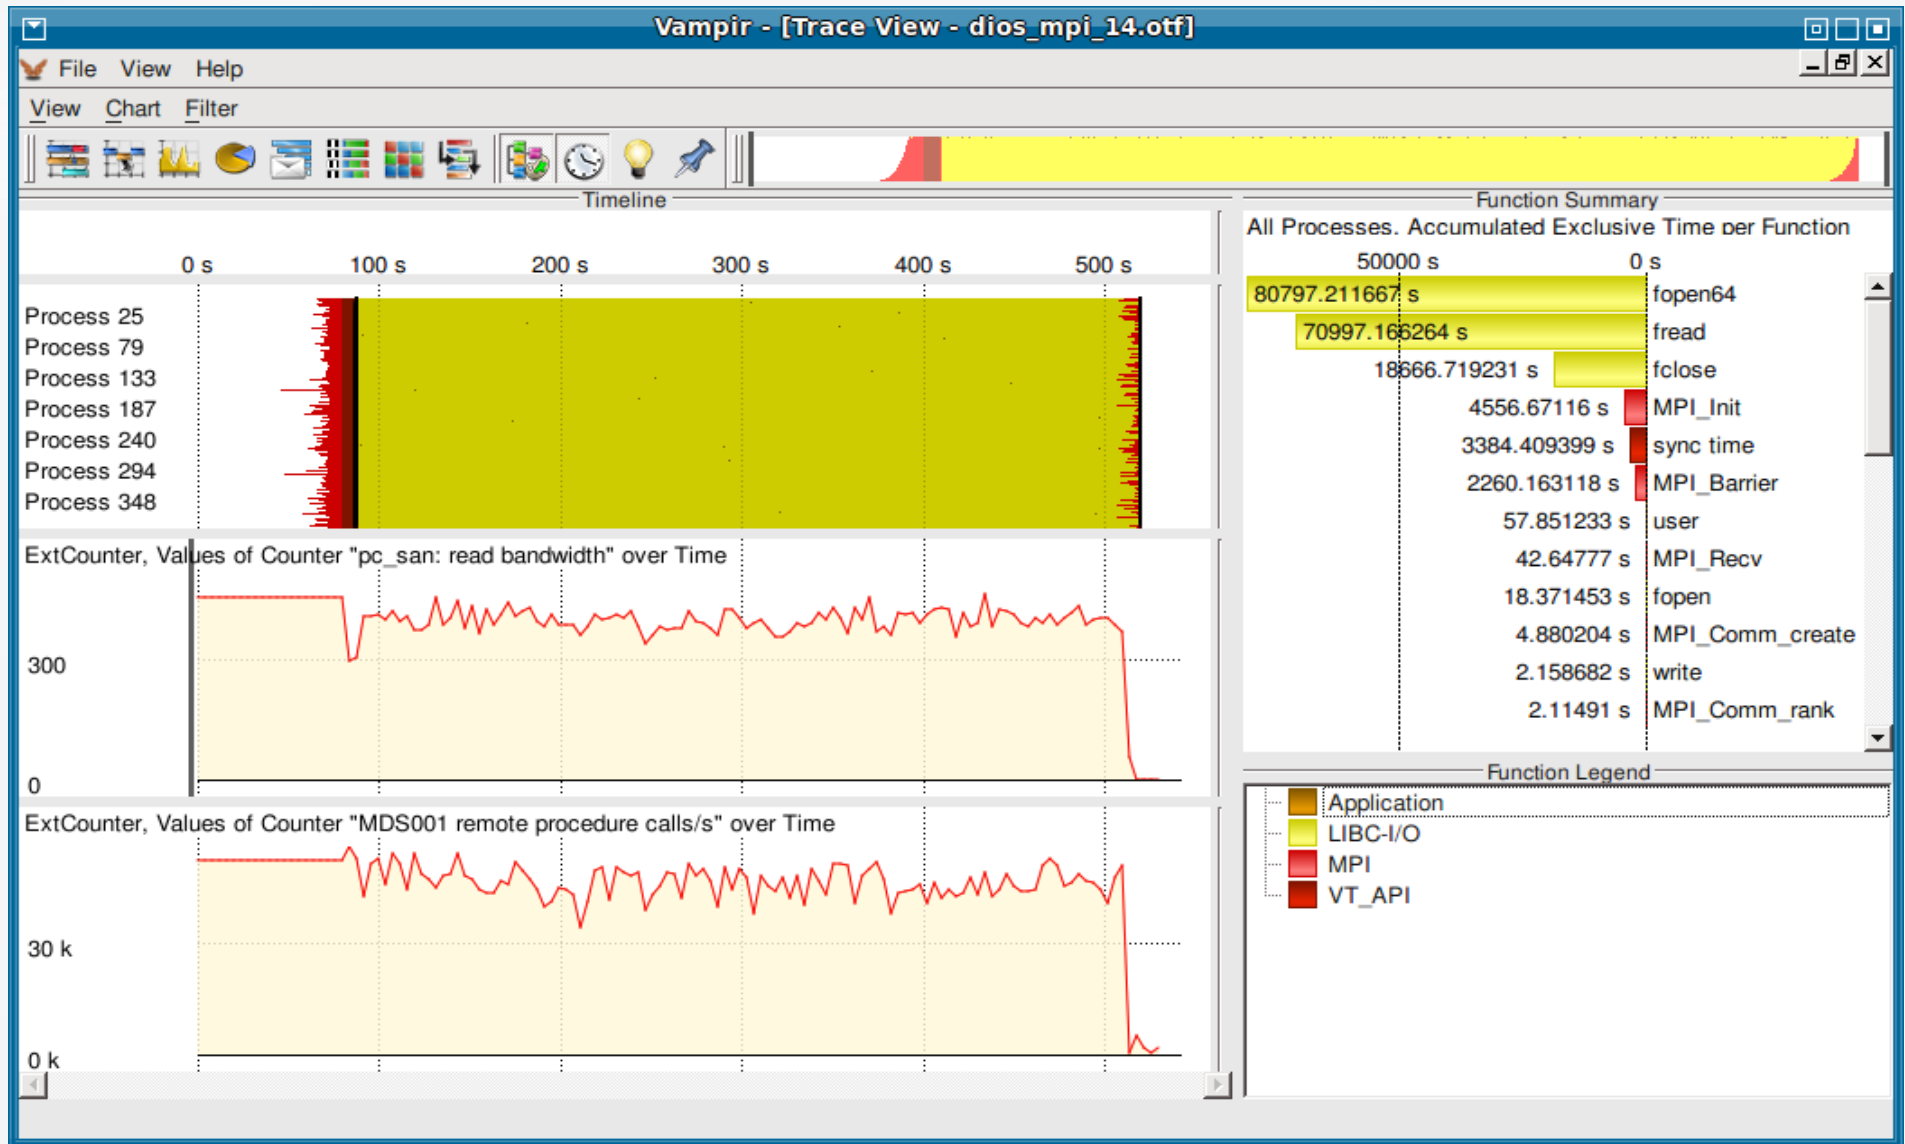 Vampir - [Trace View - dios_mpi_14.otf]
File View Help
View Chart Filter
Timeline
0 s 100 s 200 s 300 s 400 s 500 s
Process 25
Process 79
Process 133
Process 187
Process 240
Process 294
Process 348
ExtCounter, Values of Counter "pc_san: read bandwidth" over Time
300
0
ExtCounter, Values of Counter "MDS001 remote procedure calls/s" over Time
30 k
0 k
Function Summary
All Processes. Accumulated Exclusive Time per Function
50000 s 0 s
80797.211667 s fopen64
70997.166264 s fread
18666.719231 s fclose
4556.67116 s MPI_Init
3384.409399 s sync time
2260.163118 s MPI_Barrier
57.851233 s user
42.64777 s MPI_Recv
18.371453 s fopen
4.880204 s MPI_Comm_create
2.158682 s write
2.11491 s MPI_Comm_rank
Function Legend
Application
LIBC-I/O
MPI
VT_API